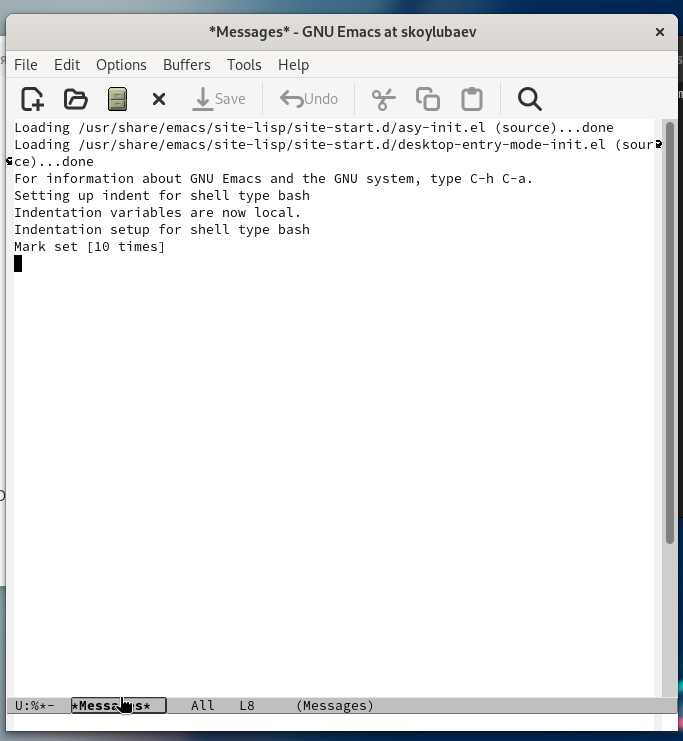 *Messages* - GNU Emacs at skoylubaev
File Edit Options Buffers Tools Help
Save Undo
Loading /usr/share/emacs/site-lisp/site-start.d/asy-init.el (source)...done
Loading /usr/share/emacs/site-lisp/site-start.d/desktop-entry-mode-init.el (sour
ce)...done
For information about GNU Emacs and the GNU system, type C-h C-a.
Setting up indent for shell type bash
Indentation variables are now local.
Indentation setup for shell type bash
Mark set [10 times]
U:%*- *Messages* All L8 (Messages)